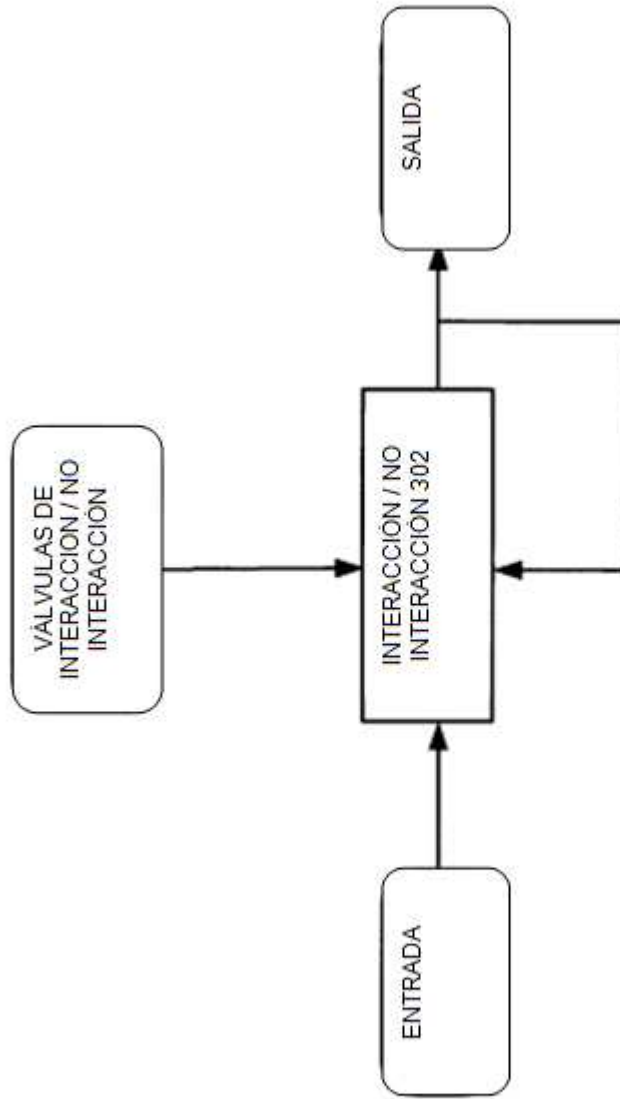 VÁLVULAS DE
INTERACCIÓN / NO
INTERACCIÓN
ENTRADA
INTERACCIÓN / NO
INTERACCIÓN 302
SALIDA